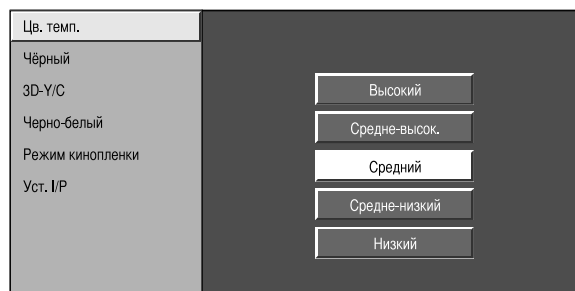 Цв. темп.
Чёрный
3D-Y/C
Черно-белый
Режим кинопленки
Уст. I/P
Высокий
Средне-высок.
Средний
Средне-низкий
Низкий